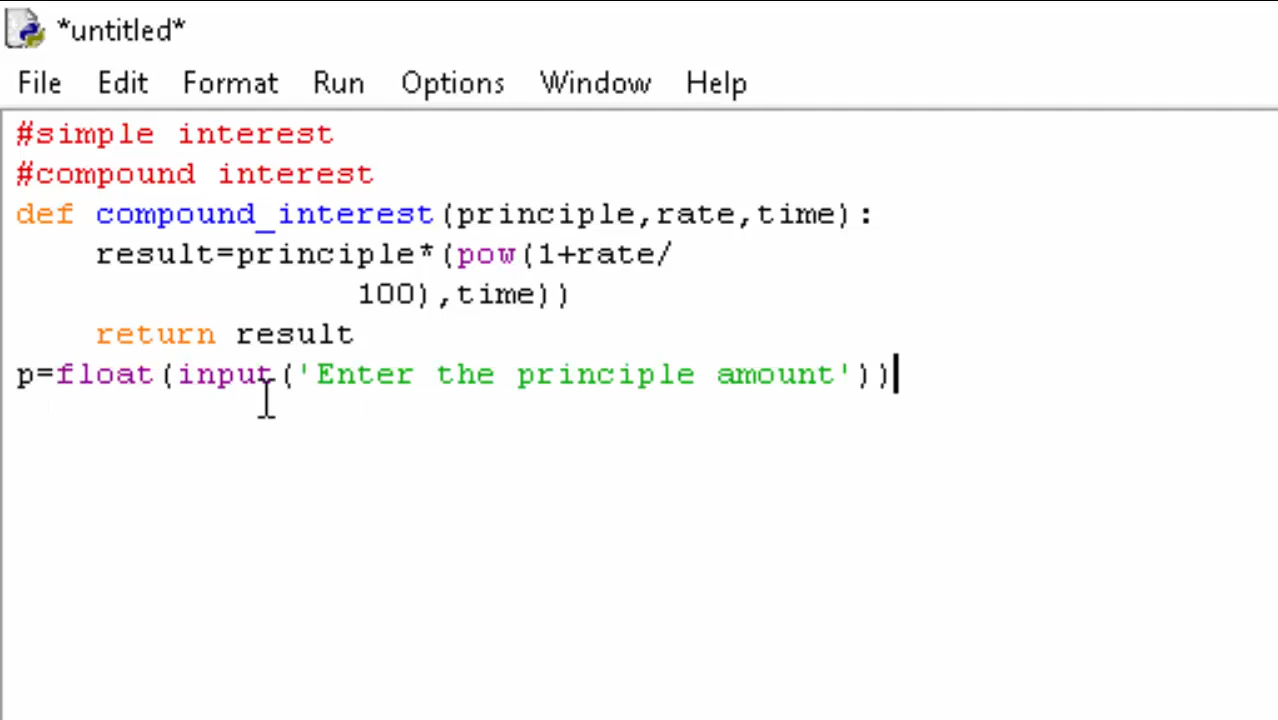 *untitled*
File Edit Format Run Options Window Help
#simple interest
#compound interest
def compound_interest(principle,rate,time):
    result=principle*(pow(1+rate/
                 100),time))
    return result
p=float(input('Enter the principle amount'))